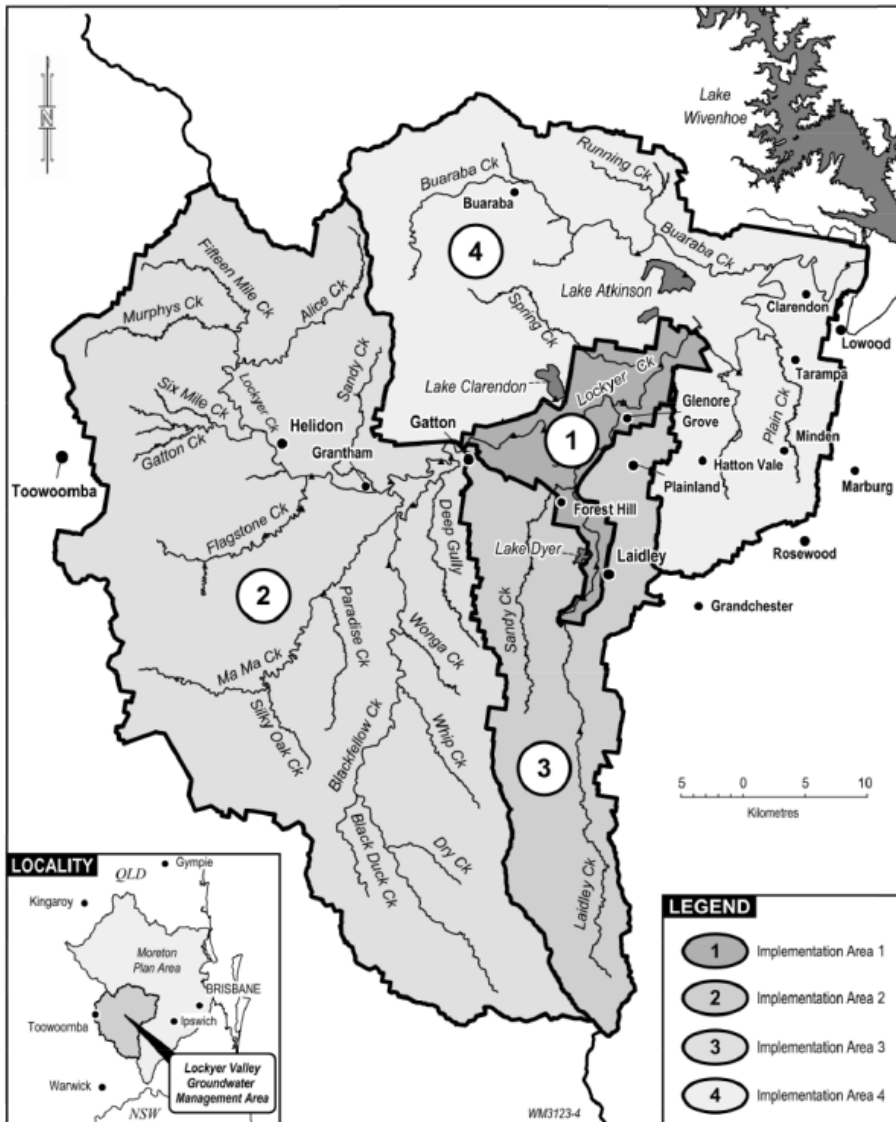 N
Lake
Wivenhoe
Running Ck
Buaraba Ck
Buaraba
4
Buaraba Ck
Fifteen Mile Ck
Alice Ck
Murphys Ck
Lake Atkinson
Clarendon
Spring Ck
Lowood
Sandy Ck
Lockyer Ck
Tarampa
Lake Clarendon
Six Mile Ck
Lockyer Ck
Glenore
Grove
Plain Ck
Helidon
Gatton
1
Minden
Gatton Ck
Grantham
Hatton Vale
Toowoomba
Plainland
Marburg
Deep Gully
Forest Hill
Flagstone Ck
Lake Dyer
Laidley
Rosewood
2
Paradise Ck
Sandy Ck
Grandchester
Wonga Ck
Ma Ma Ck
Silky Oak Ck
Blackfellow Ck
Whip Ck
3
5 0 5 10
Kilometres
Black Duck Ck
Dry Ck
Laidley Ck
LOCALITY
QLD
Gympie
Kingaroy
Moreton
Plan Area
BRISBANE
Toowoomba
Ipswich
Lockyer Valley
Groundwater
Management Area
Warwick
NSW
WM3123-4
LEGEND
1 Implementation Area 1
2 Implementation Area 2
3 Implementation Area 3
4 Implementation Area 4